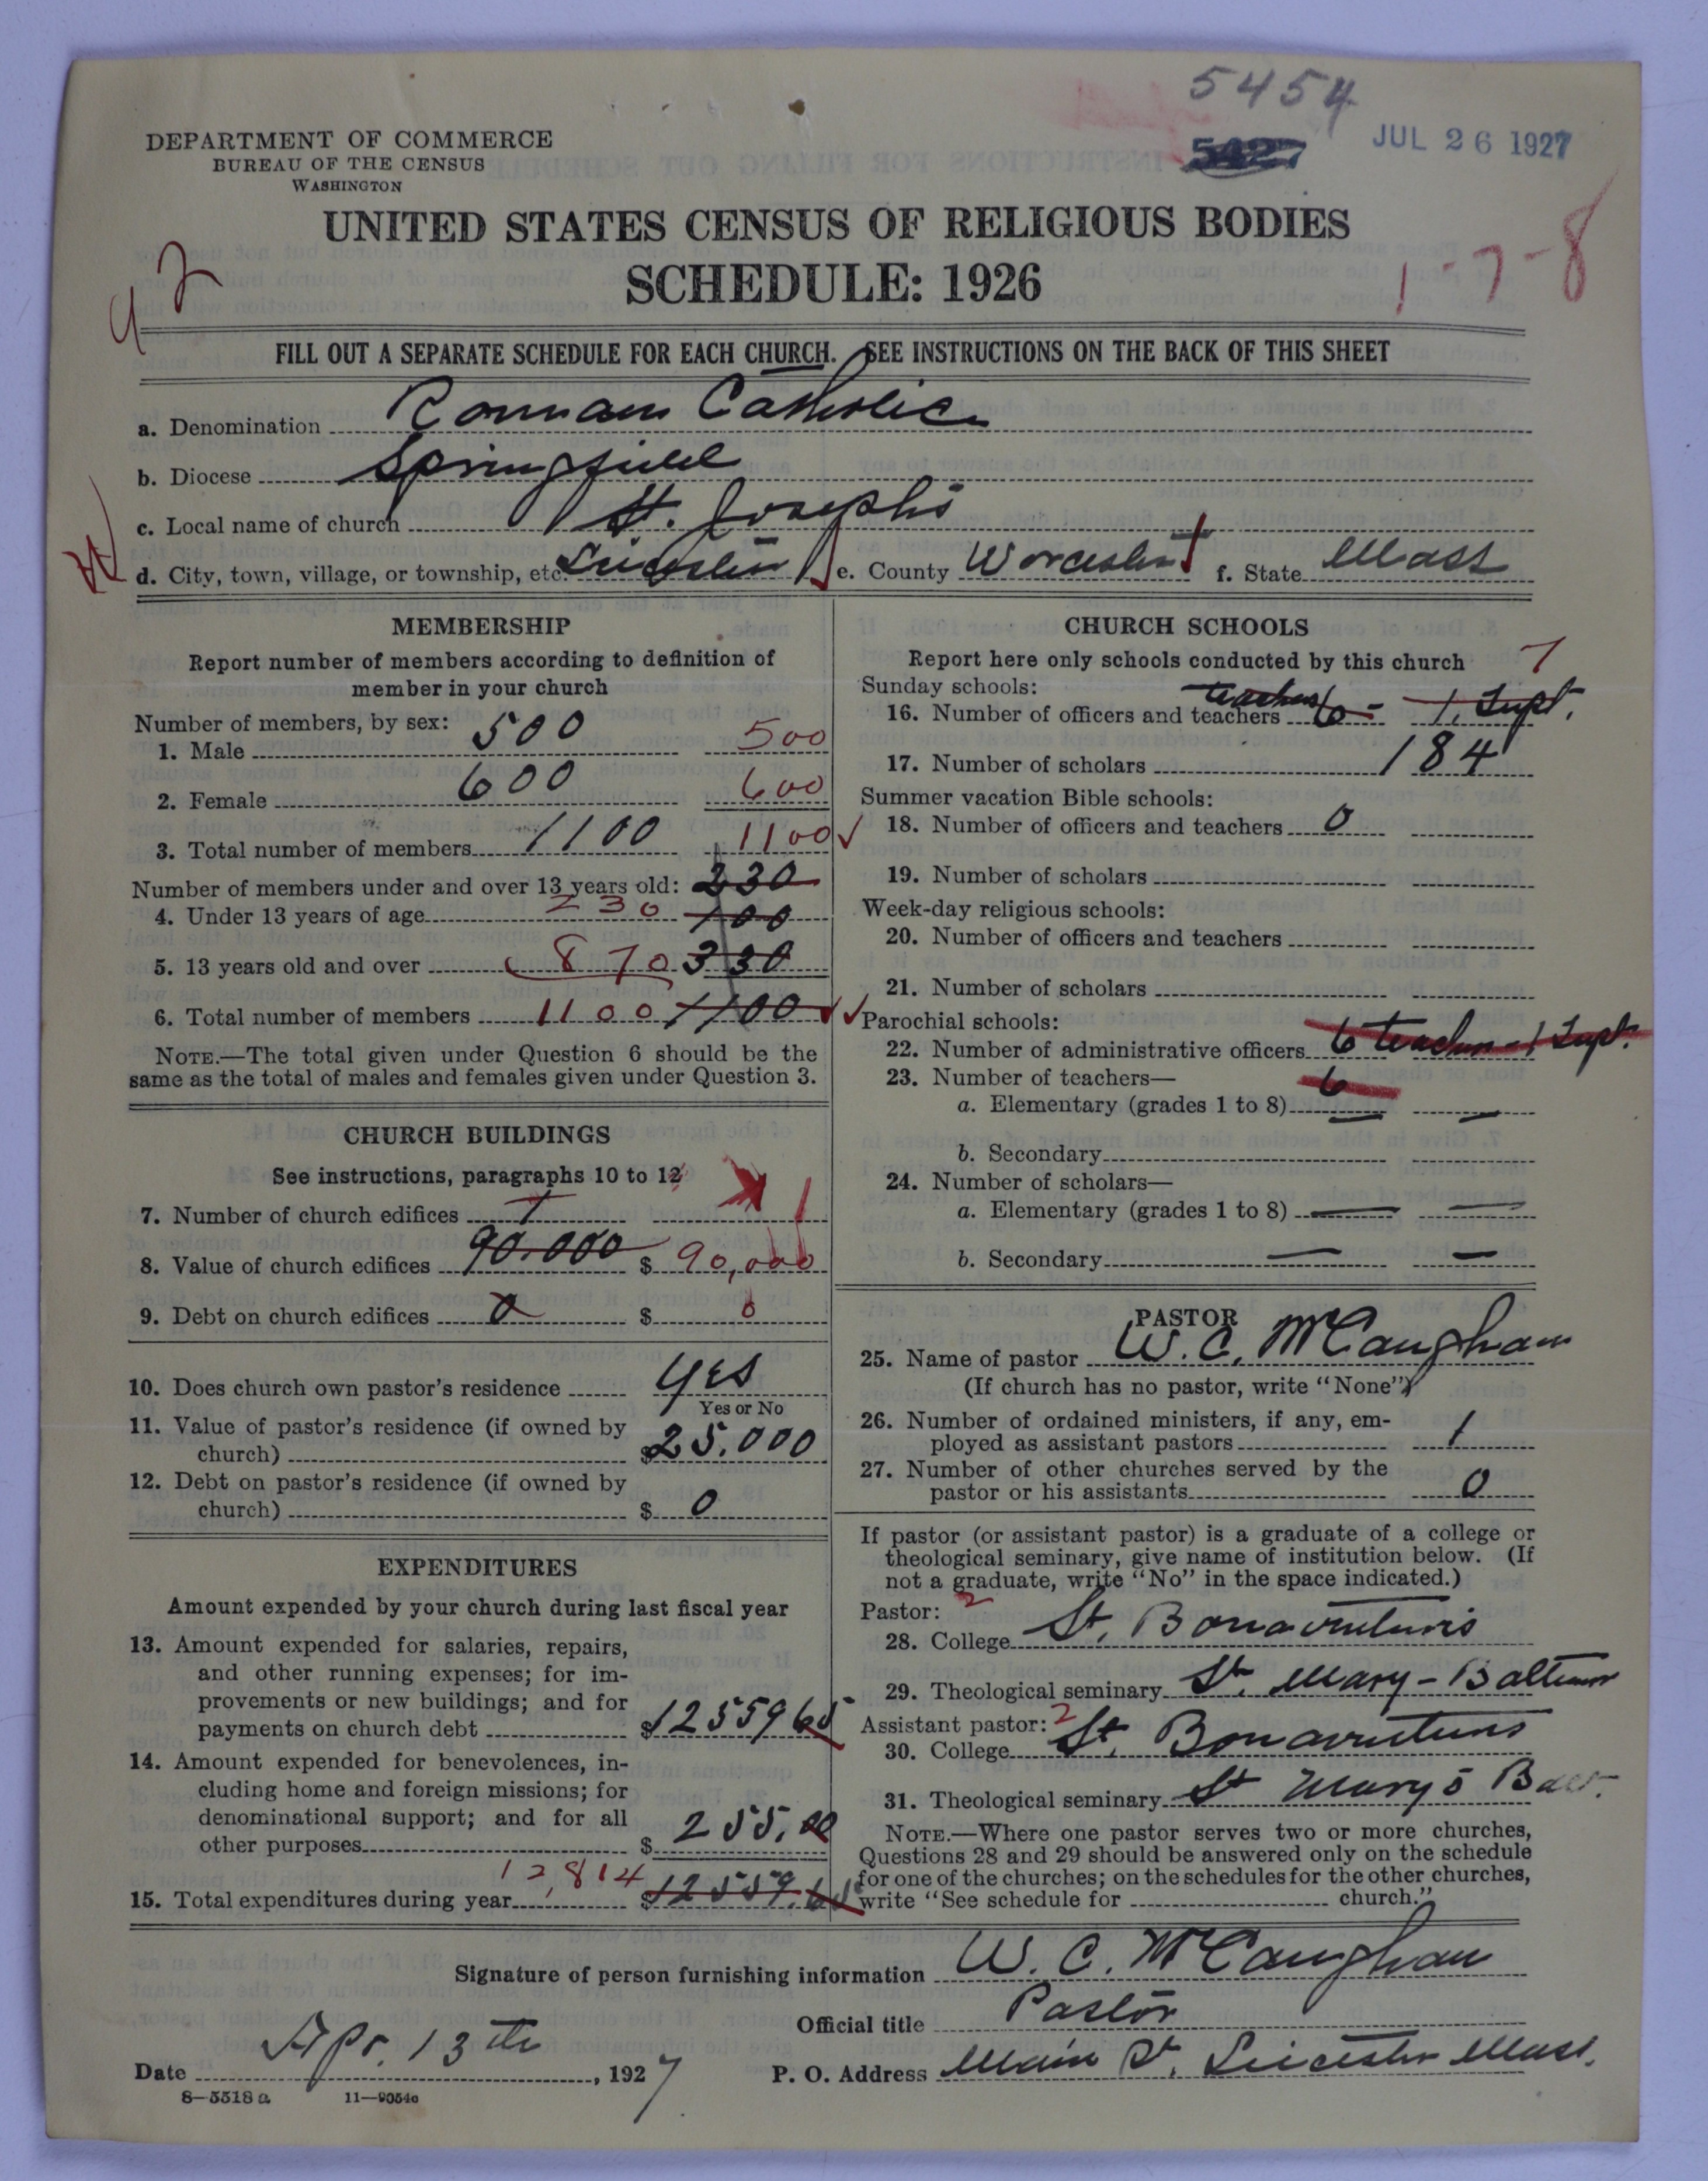 5454
5427 JUL 26 1927
DEPARTMENT OF COMMERCE
BUREAU OF THE CENSUS
WASHINGTON
UNITED STATES CENSUS OF RELIGIOUS BODIES
SCHEDULE: 1926
1-7-8
FILL OUT A SEPARATE SCHEDULE FOR EACH CHURCH. SEE INSTRUCTIONS ON THE BACK OF THIS SHEET
a. Denomination Roman Catholic
b. Diocese Springfield
c. Local name of church St. Joseph's
d. City, town, village, or township, etc. Leicester e. County Worcester f. State Mass
MEMBERSHIP
Report number of members according to definition of
member in your church
Number of members, by sex:
1. Male 500 500
2. Female 600 600
3. Total number of members 1100 1100
Number of members under and over 13 years old: 230
4. Under 13 years of age 230 100
5. 13 years old and over 870 330
6. Total number of members 1100 1100
NOTE.—The total given under Question 6 should be the
same as the total of males and females given under Question 3.
CHURCH BUILDINGS
See instructions, paragraphs 10 to 12
7. Number of church edifices 1 1
8. Value of church edifices 90.000 $ 90,000
9. Debt on church edifices 0 $ 0
10. Does church own pastor's residence Yes
Yes or No
11. Value of pastor's residence (if owned by
church) $ 25.000
12. Debt on pastor's residence (if owned by
church) $ 0
EXPENDITURES
Amount expended by your church during last fiscal year
13. Amount expended for salaries, repairs,
and other running expenses; for im-
provements or new buildings; and for
payments on church debt $ 12559 65
14. Amount expended for benevolences, in-
cluding home and foreign missions; for
denominational support; and for all
other purposes $ 255.00
12,814
15. Total expenditures during year $ 12559.65
CHURCH SCHOOLS
Report here only schools conducted by this church 7
Sunday schools:
16. Number of officers and teachers teachers 6 - 1. Supt.
17. Number of scholars 184
Summer vacation Bible schools:
18. Number of officers and teachers 0
19. Number of scholars
Week-day religious schools:
20. Number of officers and teachers
21. Number of scholars
Parochial schools:
22. Number of administrative officers 6 teachers - 1 Supt.
23. Number of teachers— 6
a. Elementary (grades 1 to 8)
b. Secondary
24. Number of scholars—
a. Elementary (grades 1 to 8)
b. Secondary
PASTOR
25. Name of pastor W. C. McCaughan
(If church has no pastor, write "None")
26. Number of ordained ministers, if any, em-
ployed as assistant pastors 1
27. Number of other churches served by the
pastor or his assistants 0
If pastor (or assistant pastor) is a graduate of a college or
theological seminary, give name of institution below. (If
not a graduate, write "No" in the space indicated.)
Pastor: 2
28. College St. Bonaventure's
29. Theological seminary St. Mary - Baltimore
Assistant pastor: 2
30. College St. Bonaventures
31. Theological seminary St Mary's Balt.
NOTE.—Where one pastor serves two or more churches,
Questions 28 and 29 should be answered only on the schedule
for one of the churches; on the schedules for the other churches,
write "See schedule for church."
Signature of person furnishing information W. C. McCaughan
Official title Pastor
Date Apr. 13th, 1927
P. O. Address Main St, Leicester Mass.
8—5518 a 11—9054c